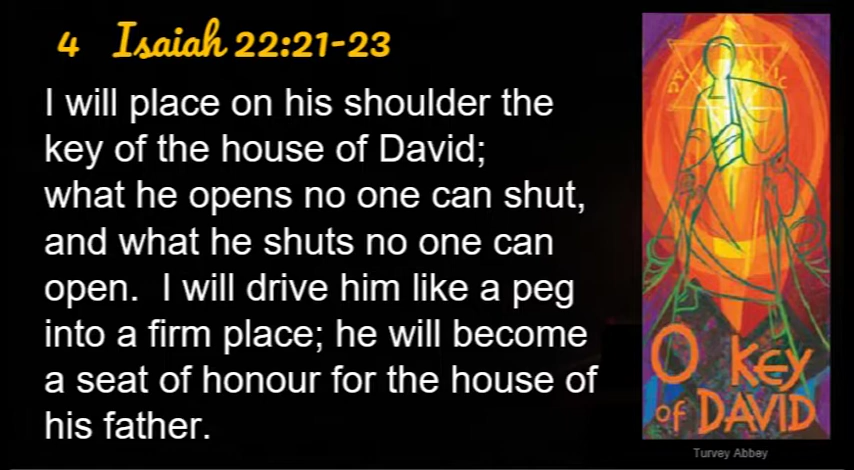 4 Isaiah 22:21-23
I will place on his shoulder the
key of the house of David;
what he opens no one can shut,
and what he shuts no one can
open. I will drive him like a peg
into a firm place; he will become
a seat of honour for the house of
his father.
IC
O KEY
of DAVID
Turvey Abbey